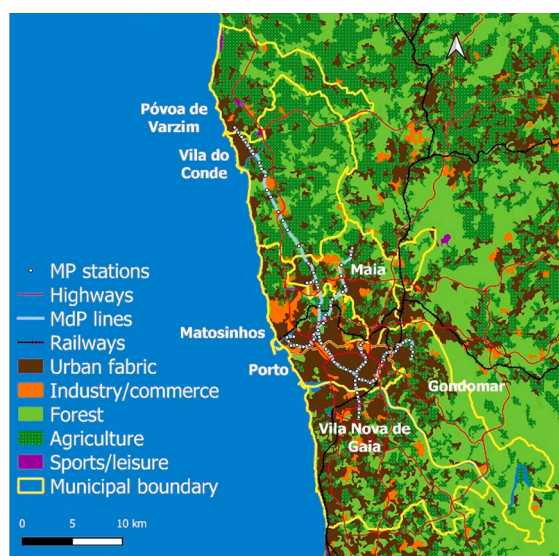 Póvoa de
Varzim
Vila do
Conde
Maia
Matosinhos
Porto
Gondomar
Vila Nova de
Gaia
MP stations
Highways
MdP lines
Railways
Urban fabric
Industry/commerce
Forest
Agriculture
Sports/leisure
Municipal boundary
0 5 10 km